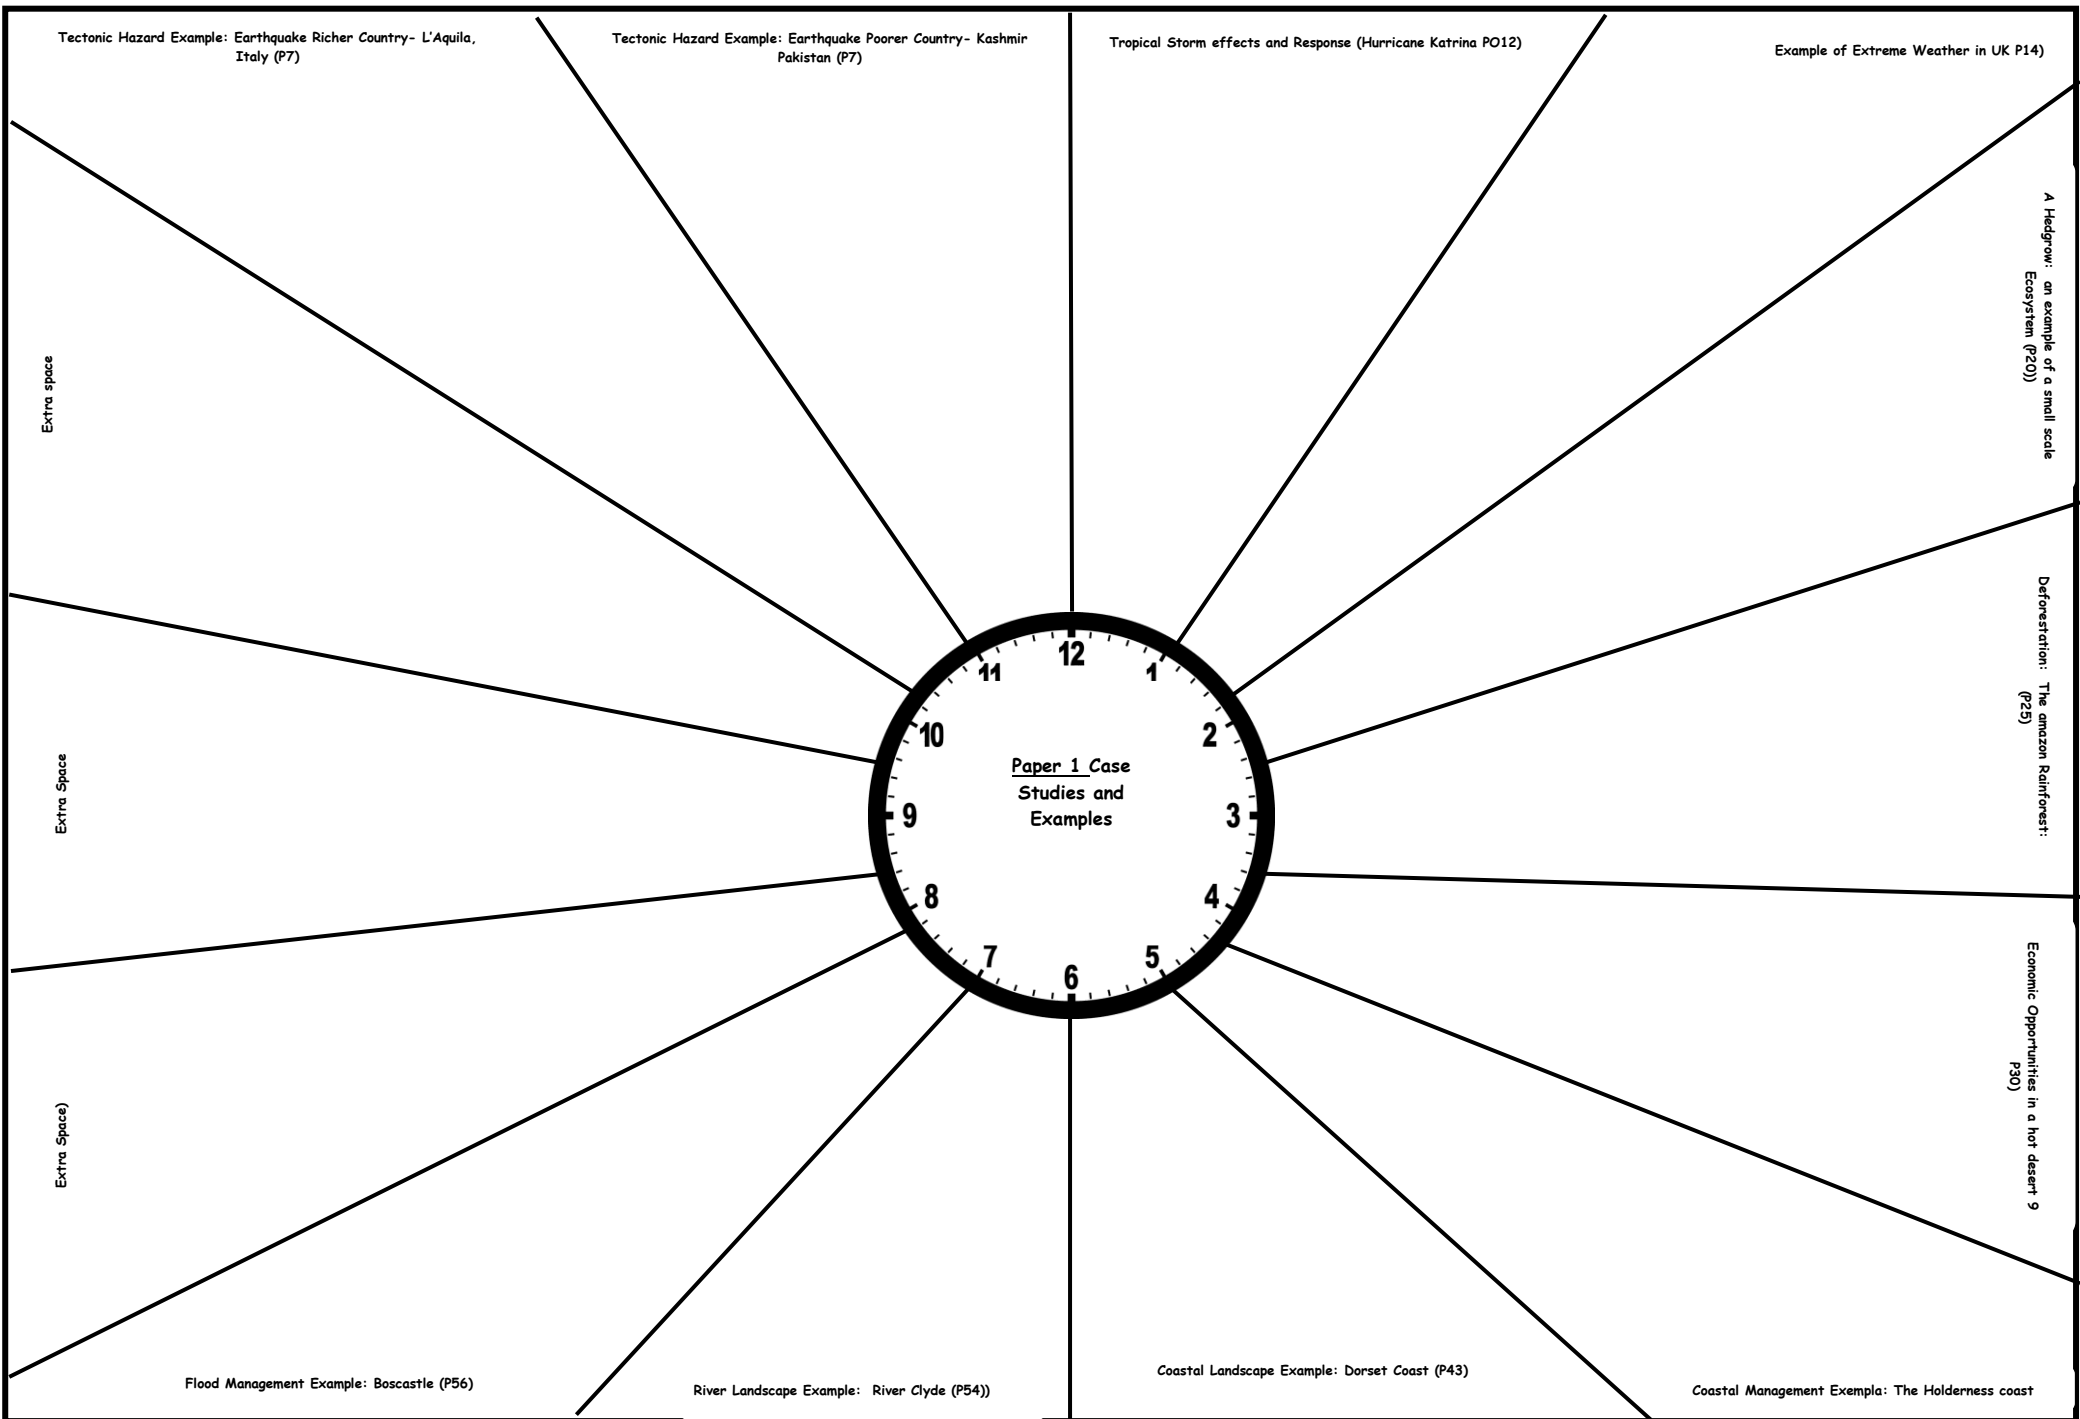 Tectonic Hazard Example: Earthquake Richer Country- L'Aquila,
Italy (P7)
Tectonic Hazard Example: Earthquake Poorer Country- Kashmir
Pakistan (P7)
Tropical Storm effects and Response (Hurricane Katrina PO12)
Example of Extreme Weather in UK P14)
A Hedgrow: an example of a small scale
Ecosystem (P20))
Deforestation: The amazon Rainforest:
(P25)
Economic Opportunities in a hot desert 9
P30)
Coastal Management Exempla: The Holderness coast
Coastal Landscape Example: Dorset Coast (P43)
River Landscape Example: River Clyde (P54))
Flood Management Example: Boscastle (P56)
Extra Space)
Extra Space
Extra space
12
1
2
3
4
5
6
7
8
9
10
11
Paper 1 Case
Studies and
Examples